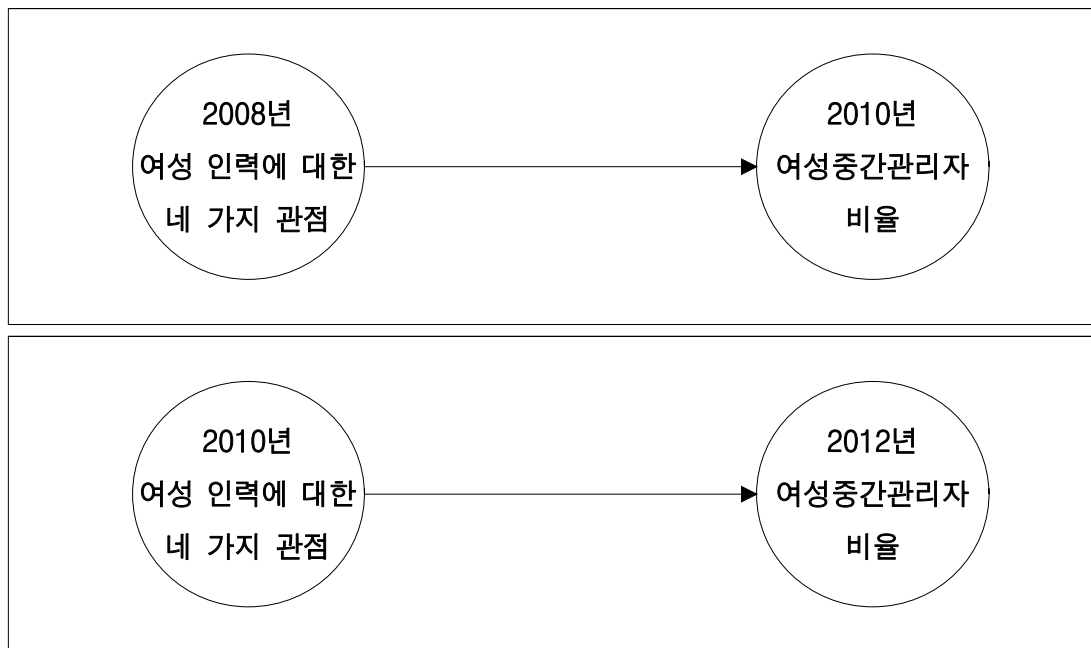 2008년
여성 인력에 대한
네 가지 관점
2010년
여성중간관리자
비율
2010년
여성 인력에 대한
네 가지 관점
2012년
여성중간관리자
비율